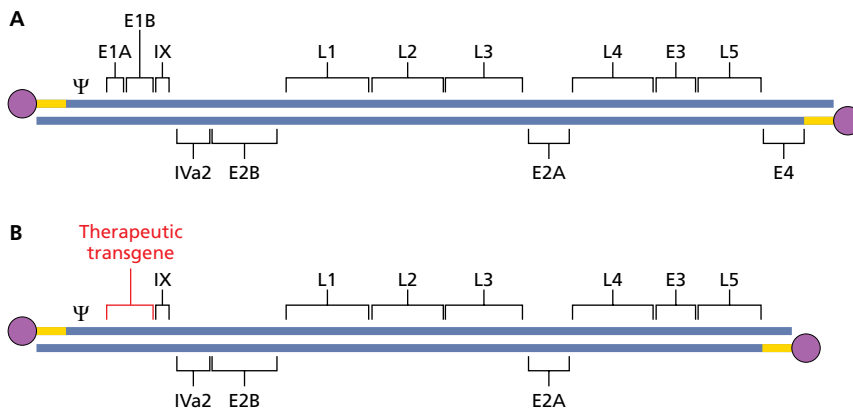 A
E1B
E1A IX L1 L2 L3 L4 E3 L5
Ψ
IVa2 E2B E2A E4
B
Therapeutic
transgene
IX L1 L2 L3 L4 E3 L5
Ψ
IVa2 E2B E2A